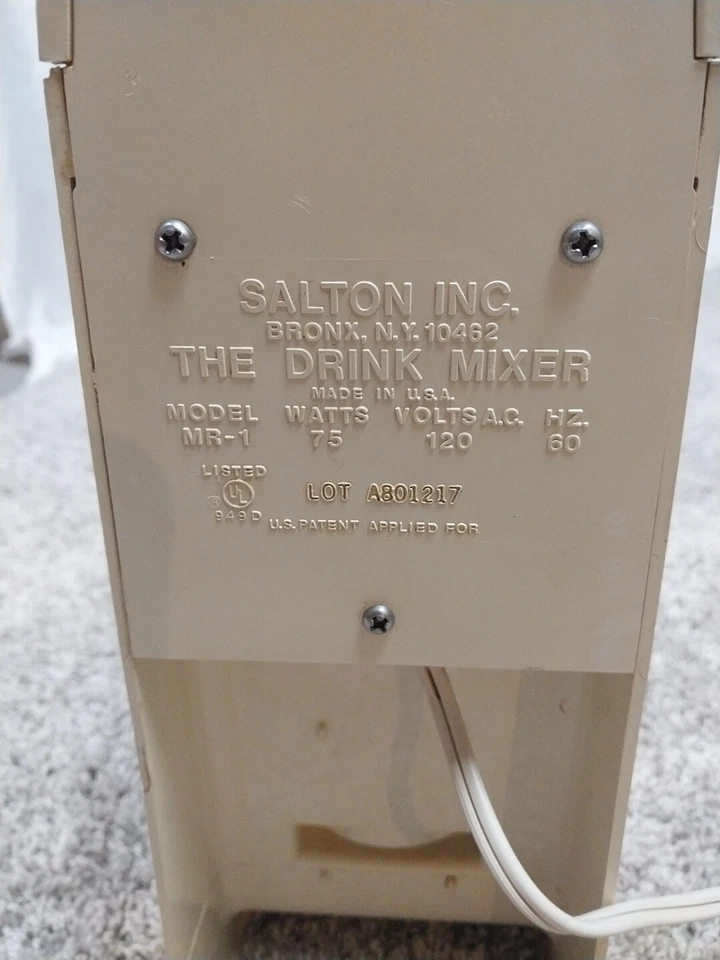 SALTON INC.
BRONX, N.Y. 10462
THE DRINK MIXER
MADE IN U.S.A.
MODEL WATTS VOLTS A.C. HZ.
MR-1 75 120 60
LISTED
UL ®
949D
LOT A801217
U.S. PATENT APPLIED FOR